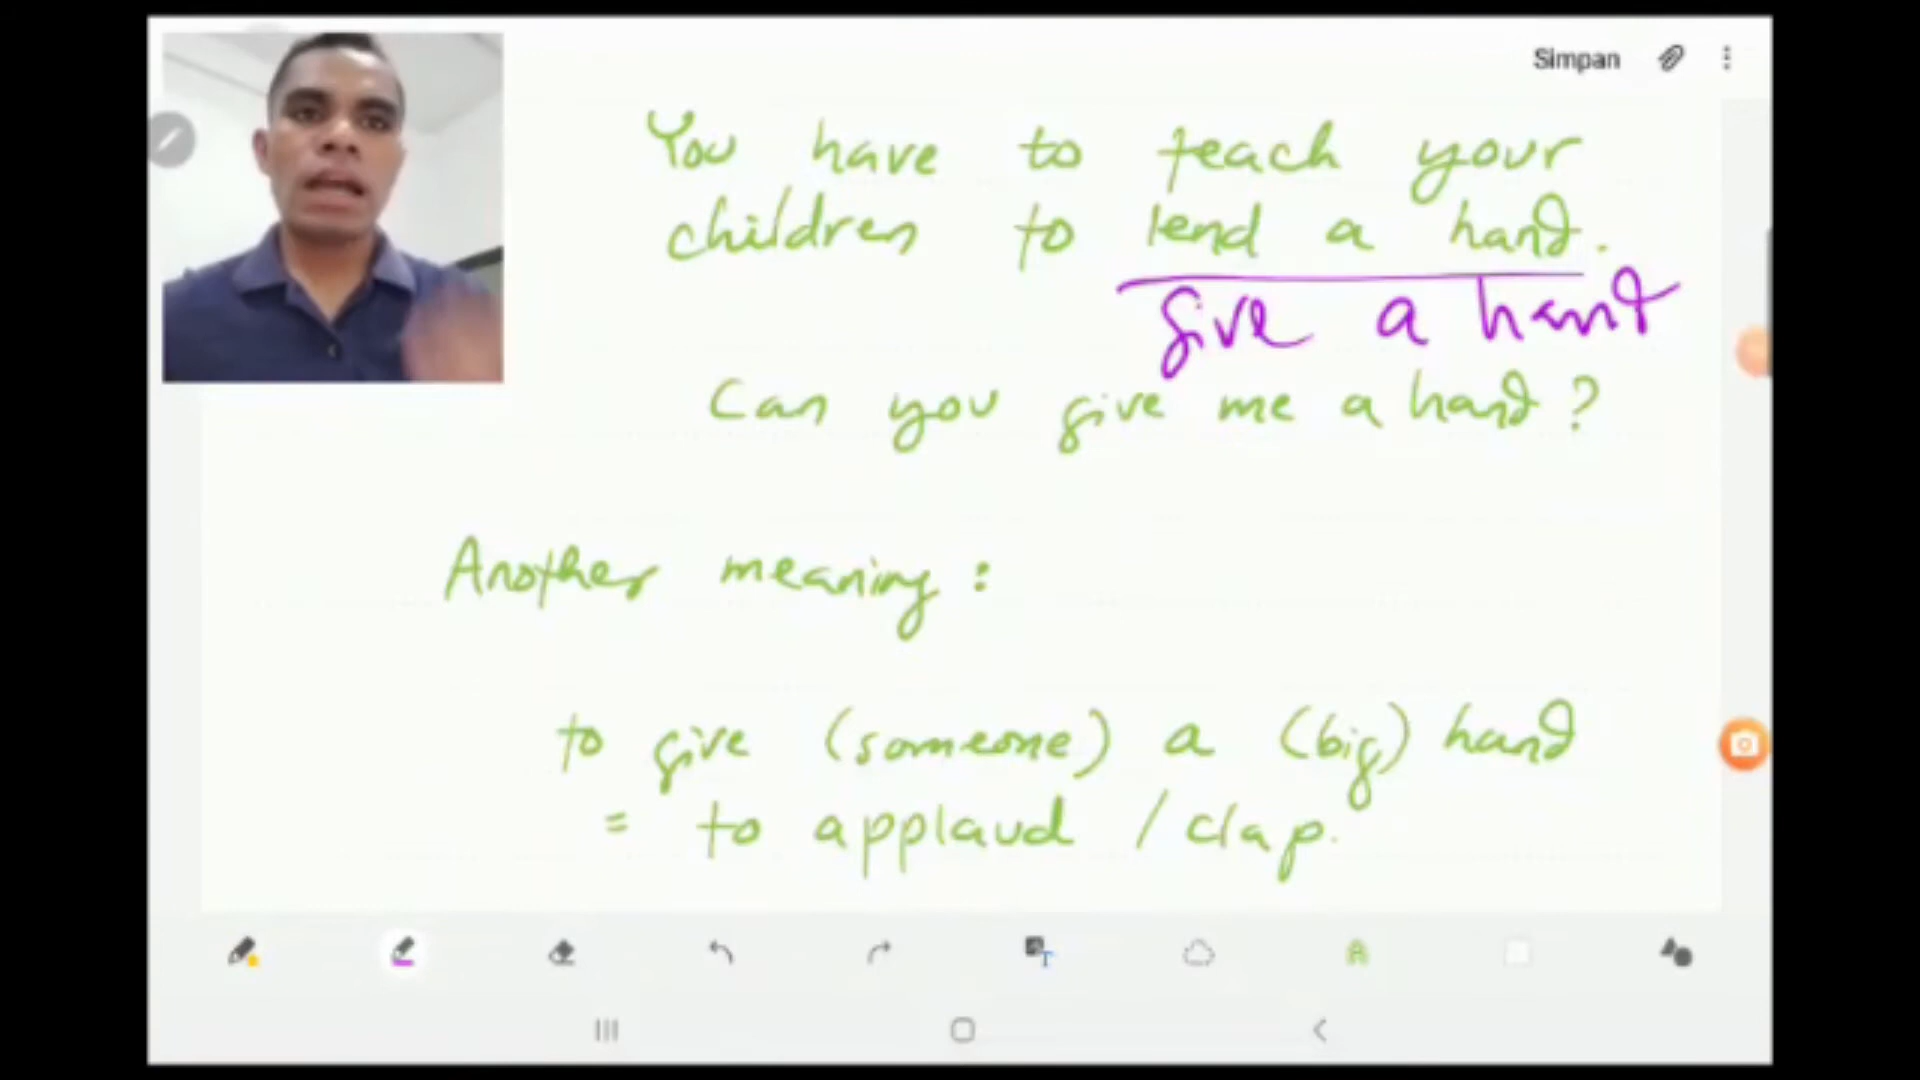 Simpan
You have to teach your
children to lend a hand.
give a hand
Can you give me a hand?
Another meaning:
to give (someone) a (big) hand
= to applaud / clap.